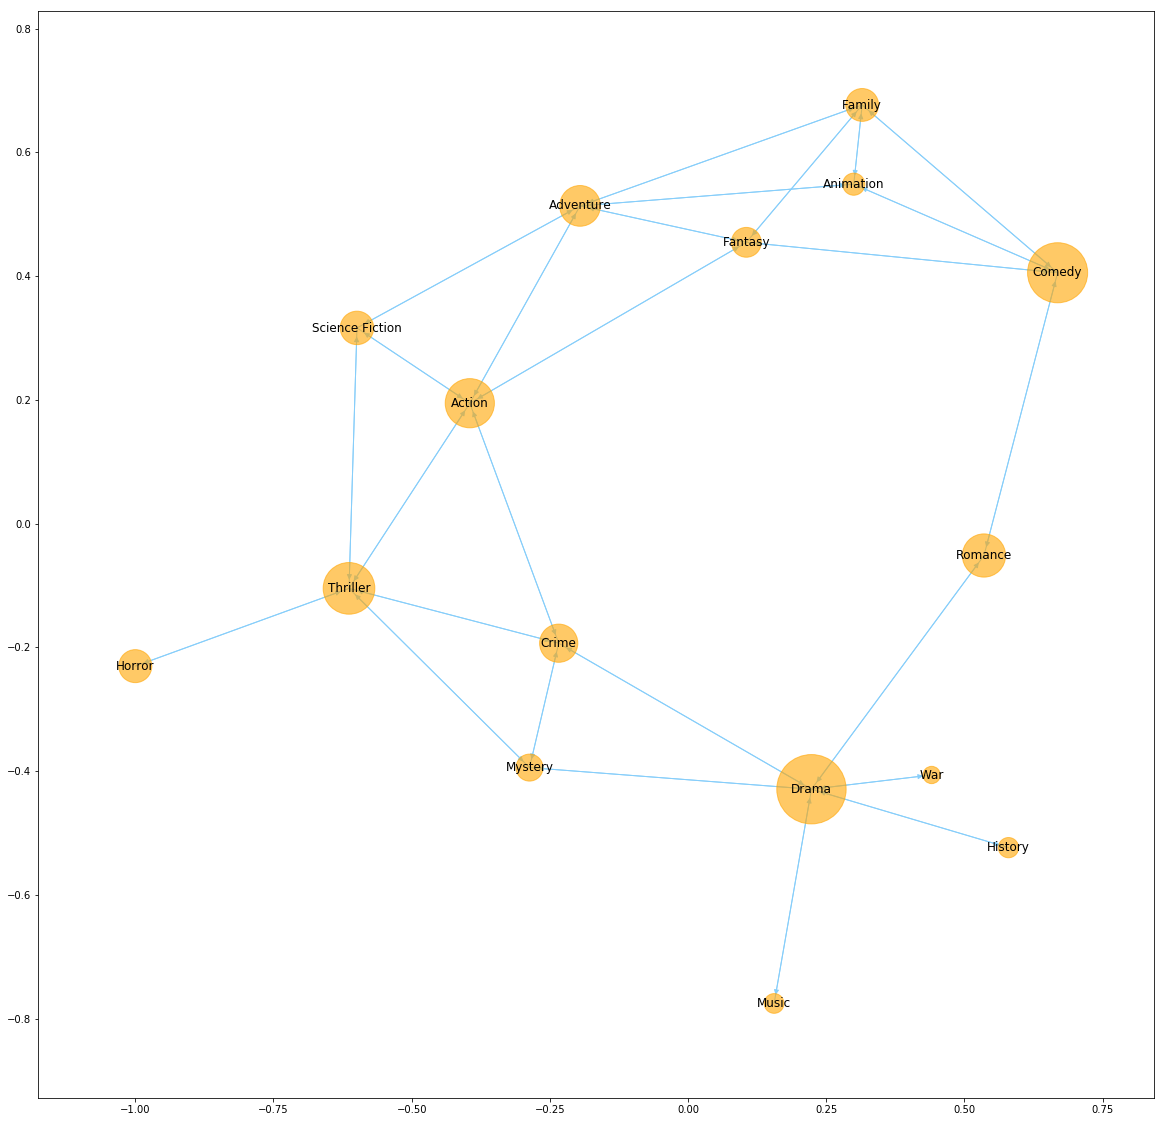 0.8
0.6
0.4
0.2
0.0
−0.2
−0.4
−0.6
−0.8
Family
Animation
Adventure
Fantasy
Comedy
Science Fiction
Action
Romance
Thriller
Crime
Horror
Mystery
War
Drama
History
Music
−1.00
−0.75
−0.50
−0.25
0.00
0.25
0.50
0.75